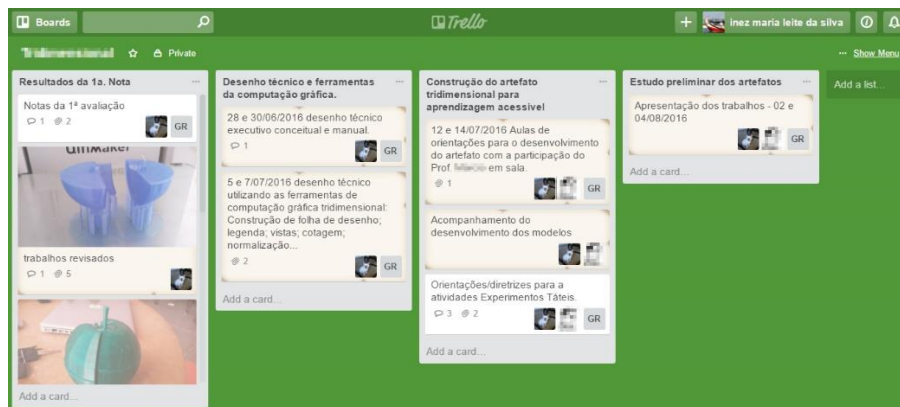 Boards
Trello
inez maria leite da silva
Private
Show Menu
Resultados da 1a. Nota
Notas da 1ª avaliação
1 2
GR
trabalhos revisados
1 5
Add a card...
Desenho técnico e ferramentas
da computação gráfica.
28 e 30/06/2016 desenho técnico
executivo conceitual e manual.
1
GR
5 e 7/07/2016 desenho técnico
utilizando as ferramentas de
computação gráfica tridimensional:
Construção de folha de desenho;
legenda; vistas; cotagem;
normalização...
2
GR
Add a card...
Construção do artefato
tridimensional para
aprendizagem acessível
12 e 14/07/2016 Aulas de
orientações para o desenvolvimento
do artefato com a participação do
Prof. em sala.
1
GR
Acompanhamento do
desenvolvimento dos modelos
Orientações/diretrizes para a
atividades Experimentos Táteis.
3 2
GR
Add a card...
Estudo preliminar dos artefatos
Apresentação dos trabalhos - 02 e
04/08/2016
GR
Add a card...
Add a list...